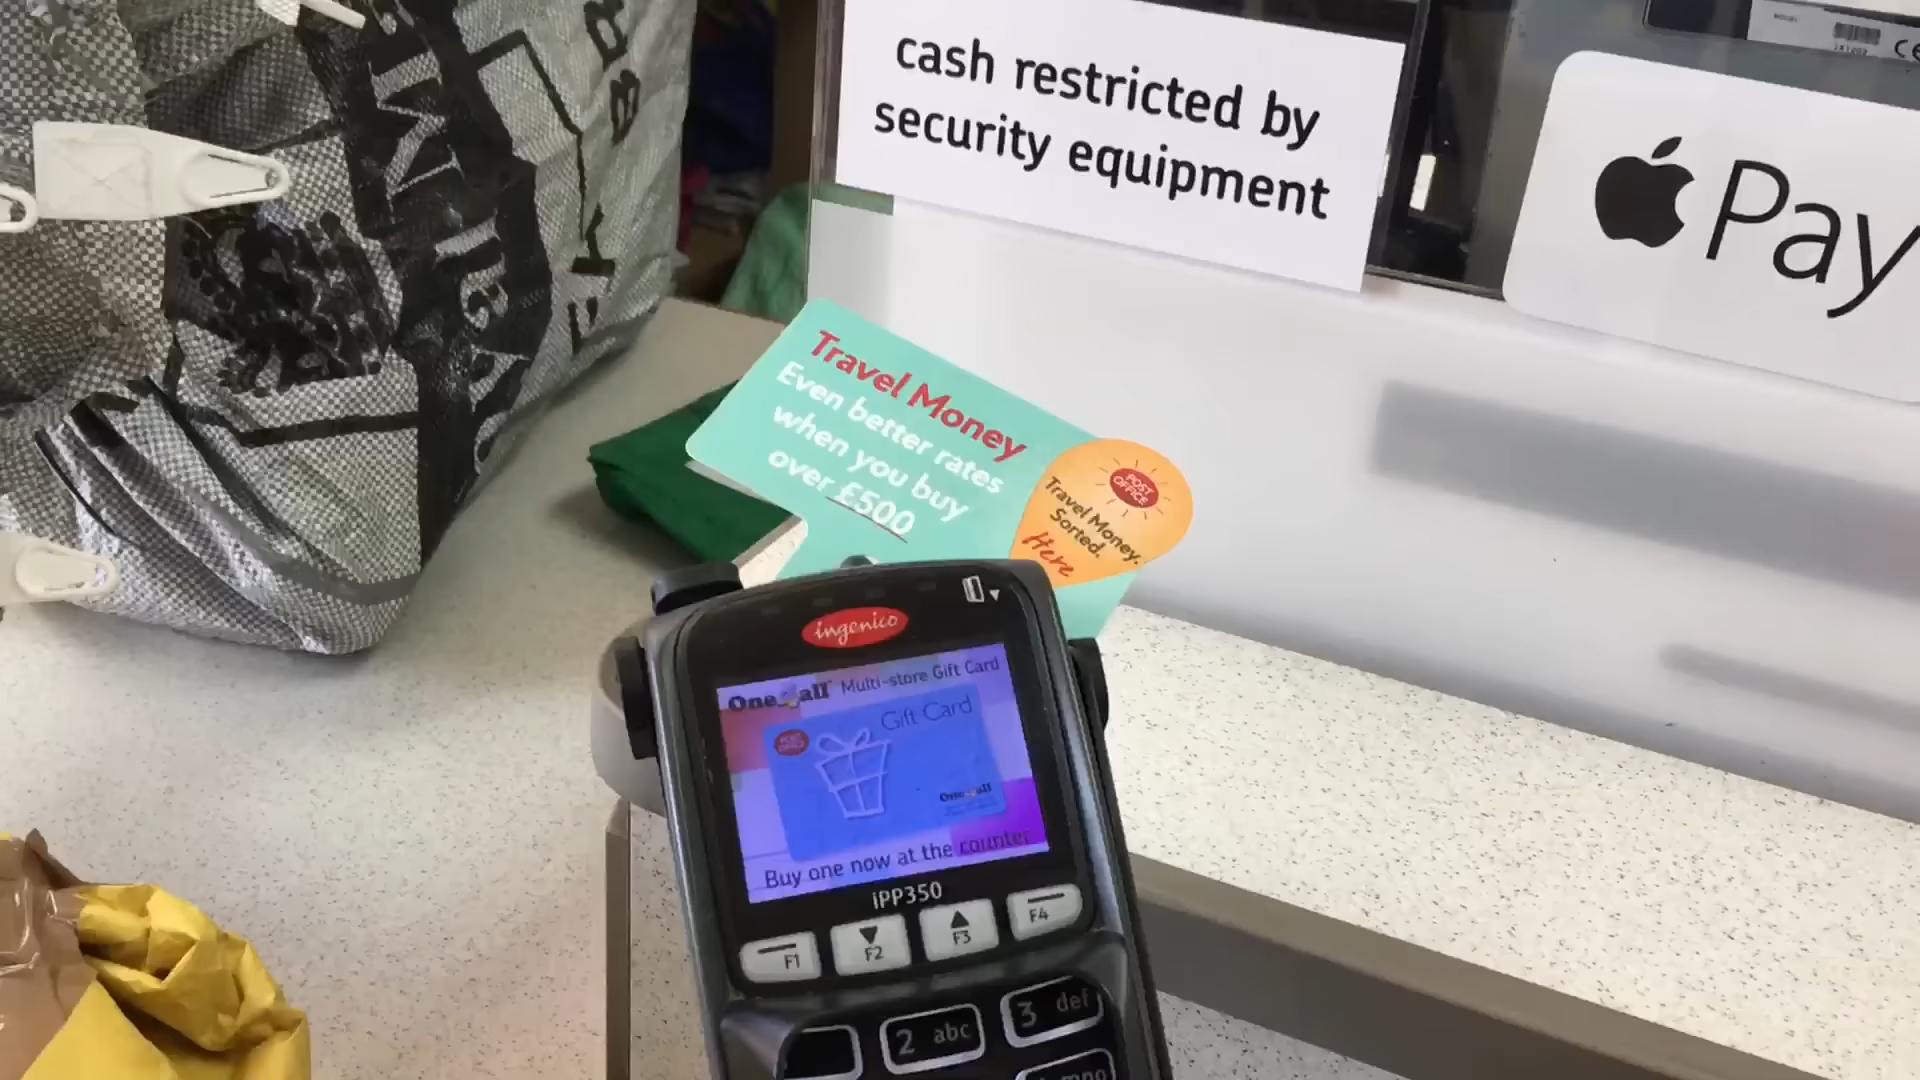 cash restricted by
security equipment
Pay
Travel Money
Even better rates
when you buy
over £500
POST
OFFICE
Travel Money.
Sorted.
Here
ingenico
One4all Multi-store Gift Card
Gift Card
POST
OFFICE
One4all
Buy one now at the counter
iPP350
F1
F2
F3
F4
2 abc
3 def
mno